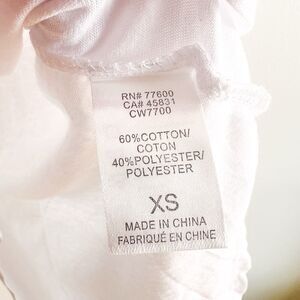 RN# 77600
CA# 45831
CW7700
60%COTTON/
COTON
40%POLYESTER/
POLYESTER
XS
MADE IN CHINA
FABRIQUÉ EN CHINE